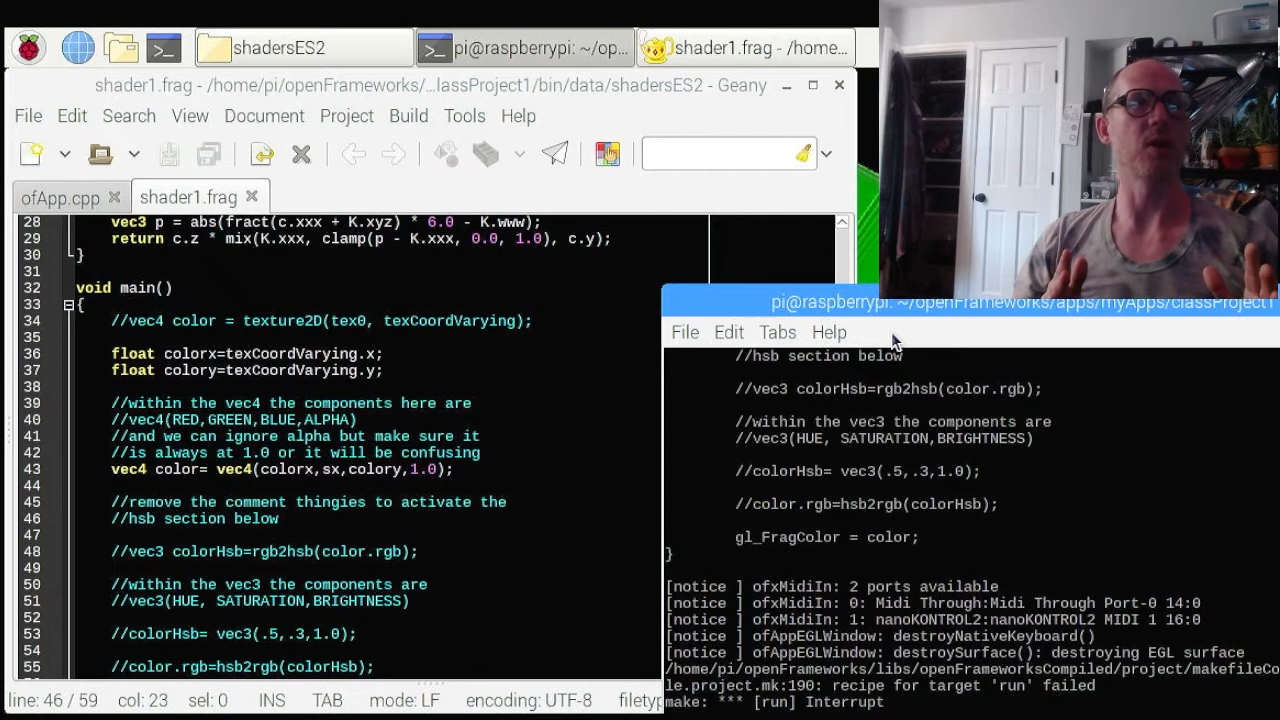 shadersES2
pi@raspberrypi: ~/op...
shader1.frag - /home...
shader1.frag - /home/pi/openFrameworks/...lassProject1/bin/data/shadersES2 - Geany
File Edit Search View Document Project Build Tools Help
ofApp.cpp
shader1.frag
28 vec3 p = abs(fract(c.xxx + K.xyz) * 6.0 - K.www);
29 return c.z * mix(K.xxx, clamp(p - K.xxx, 0.0, 1.0), c.y);
30 }
31
32 void main()
33 {
34 //vec4 color = texture2D(tex0, texCoordVarying);
35
36 float colorx=texCoordVarying.x;
37 float colory=texCoordVarying.y;
38
39 //within the vec4 the components here are
40 //vec4(RED,GREEN,BLUE,ALPHA)
41 //and we can ignore alpha but make sure it
42 //is always at 1.0 or it will be confusing
43 vec4 color= vec4(colorx,sx,colory,1.0);
44
45 //remove the comment thingies to activate the
46 //hsb section below
47
48 //vec3 colorHsb=rgb2hsb(color.rgb);
49
50 //within the vec3 the components are
51 //vec3(HUE, SATURATION,BRIGHTNESS)
52
53 //colorHsb= vec3(.5,.3,1.0);
54
55 //color.rgb=hsb2rgb(colorHsb);
line: 46 / 59 col: 23 sel: 0 INS TAB mode: LF encoding: UTF-8 filetyp
pi@raspberrypi: ~/openFrameworks/apps/myApps/classProject1
File Edit Tabs Help
//hsb section below
//vec3 colorHsb=rgb2hsb(color.rgb);
//within the vec3 the components are
//vec3(HUE, SATURATION,BRIGHTNESS)
//colorHsb= vec3(.5,.3,1.0);
//color.rgb=hsb2rgb(colorHsb);
gl_FragColor = color;
}
[notice ] ofxMidiIn: 2 ports available
[notice ] ofxMidiIn: 0: Midi Through:Midi Through Port-0 14:0
[notice ] ofxMidiIn: 1: nanoKONTROL2:nanoKONTROL2 MIDI 1 16:0
[notice ] ofAppEGLWindow: destroyNativeKeyboard()
[notice ] ofAppEGLWindow: destroySurface(): destroying EGL surface
/home/pi/openFrameworks/libs/openFrameworksCompiled/project/makefileCo
le.project.mk:190: recipe for target 'run' failed
make: *** [run] Interrupt